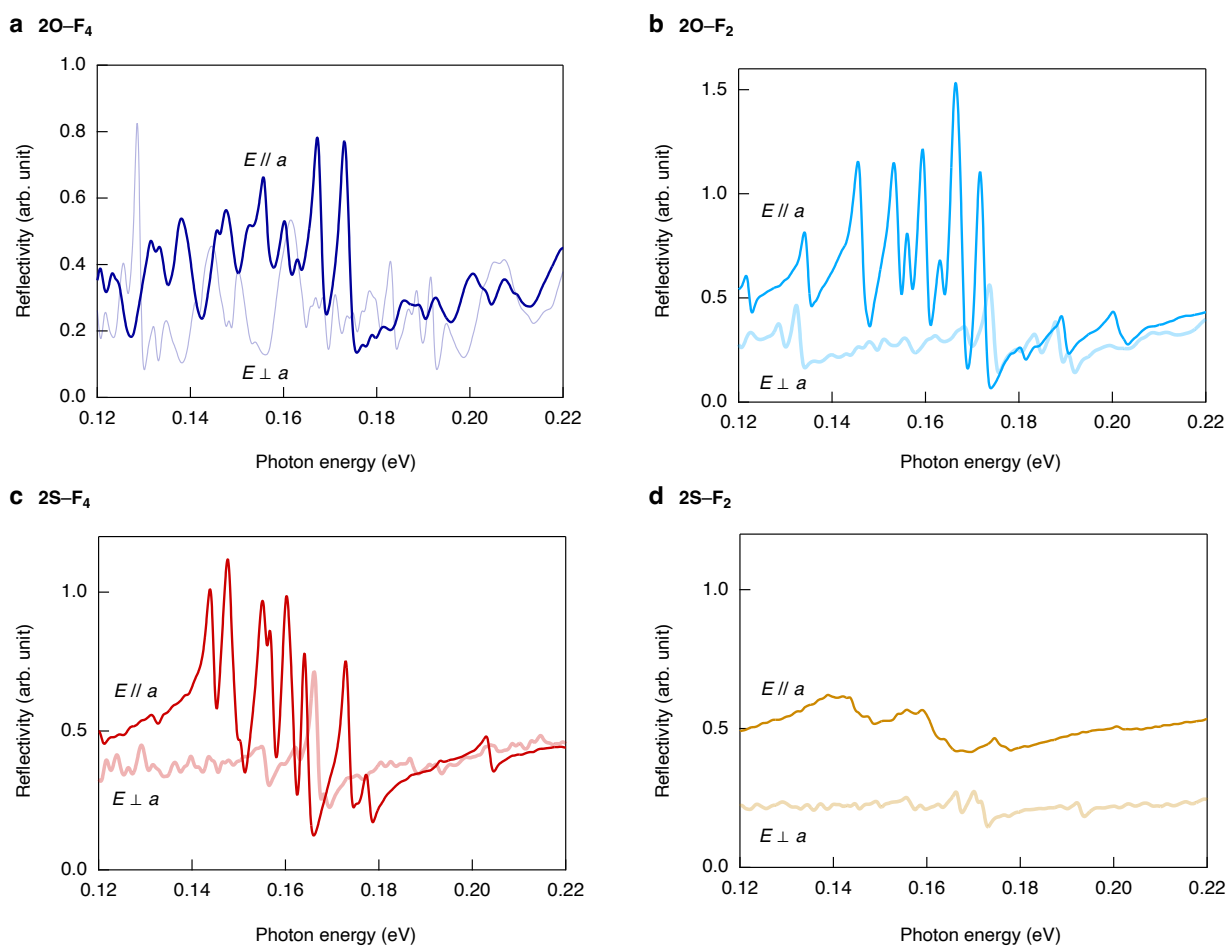 a 2O–F4
1.0
0.8
0.6
0.4
0.2
0.0
Reflectivity (arb. unit)
E // a
E ⊥ a
0.12 0.14 0.16 0.18 0.20 0.22
Photon energy (eV)
b 2O–F2
1.5
1.0
0.5
0.0
Reflectivity (arb. unit)
E // a
E ⊥ a
0.12 0.14 0.16 0.18 0.20 0.22
Photon energy (eV)
c 2S–F4
1.0
0.5
0.0
Reflectivity (arb. unit)
E // a
E ⊥ a
0.12 0.14 0.16 0.18 0.20 0.22
Photon energy (eV)
d 2S–F2
1.0
0.5
0.0
Reflectivity (arb. unit)
E // a
E ⊥ a
0.12 0.14 0.16 0.18 0.20 0.22
Photon energy (eV)